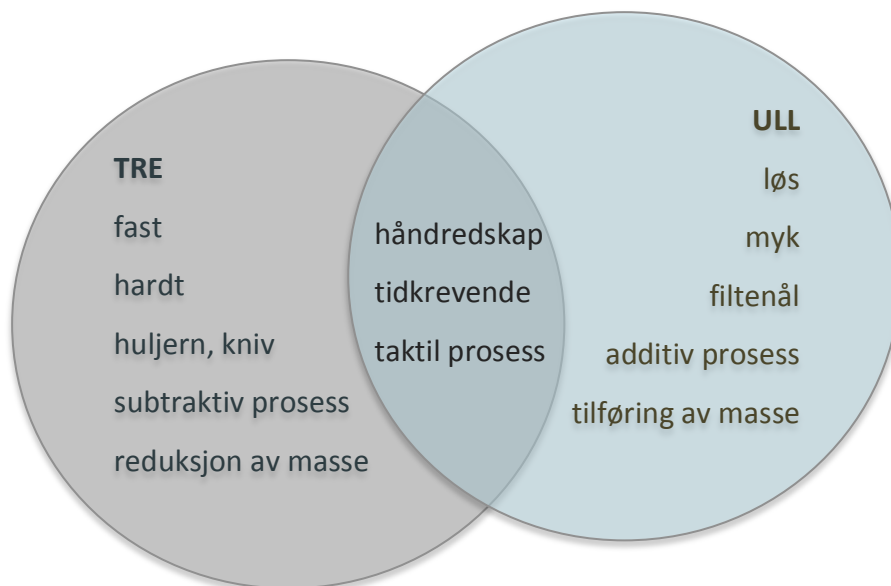 TRE
fast
hardt
huljern, kniv
subtraktiv prosess
reduksjon av masse
håndredskap
tidkrevende
taktil prosess
ULL
løs
myk
filtenål
additiv prosess
tilføring av masse